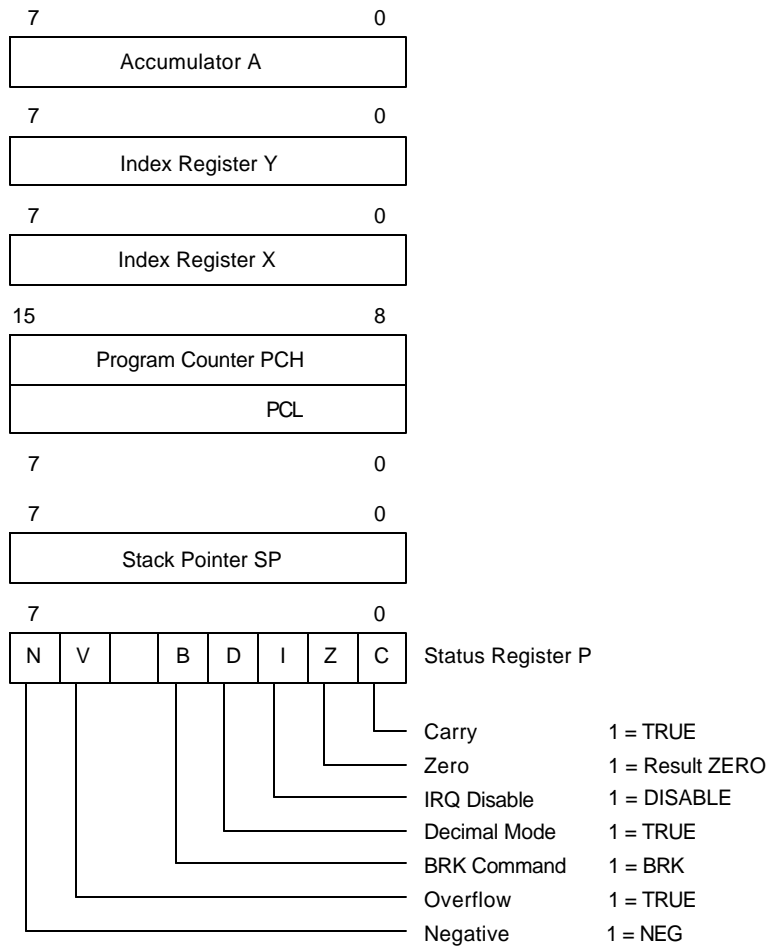 7 0
Accumulator A
7 0
Index Register Y
7 0
Index Register X
15 8
Program Counter PCH
PCL
7 0
7 0
Stack Pointer SP
7 0
N V B D I Z C Status Register P
Carry 1 = TRUE
Zero 1 = Result ZERO
IRQ Disable 1 = DISABLE
Decimal Mode 1 = TRUE
BRK Command 1 = BRK
Overflow 1 = TRUE
Negative 1 = NEG